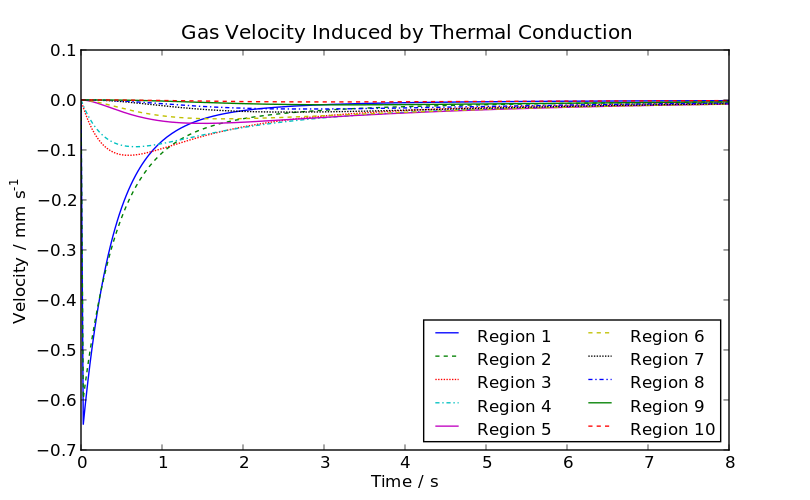 Gas Velocity Induced by Thermal Conduction
0.1
0.0
−0.1
−0.2
−0.3
−0.4
−0.5
−0.6
−0.7
Velocity / mm s-1
Region 1
Region 2
Region 3
Region 4
Region 5
Region 6
Region 7
Region 8
Region 9
Region 10
0 1 2 3 4 5 6 7 8
Time / s